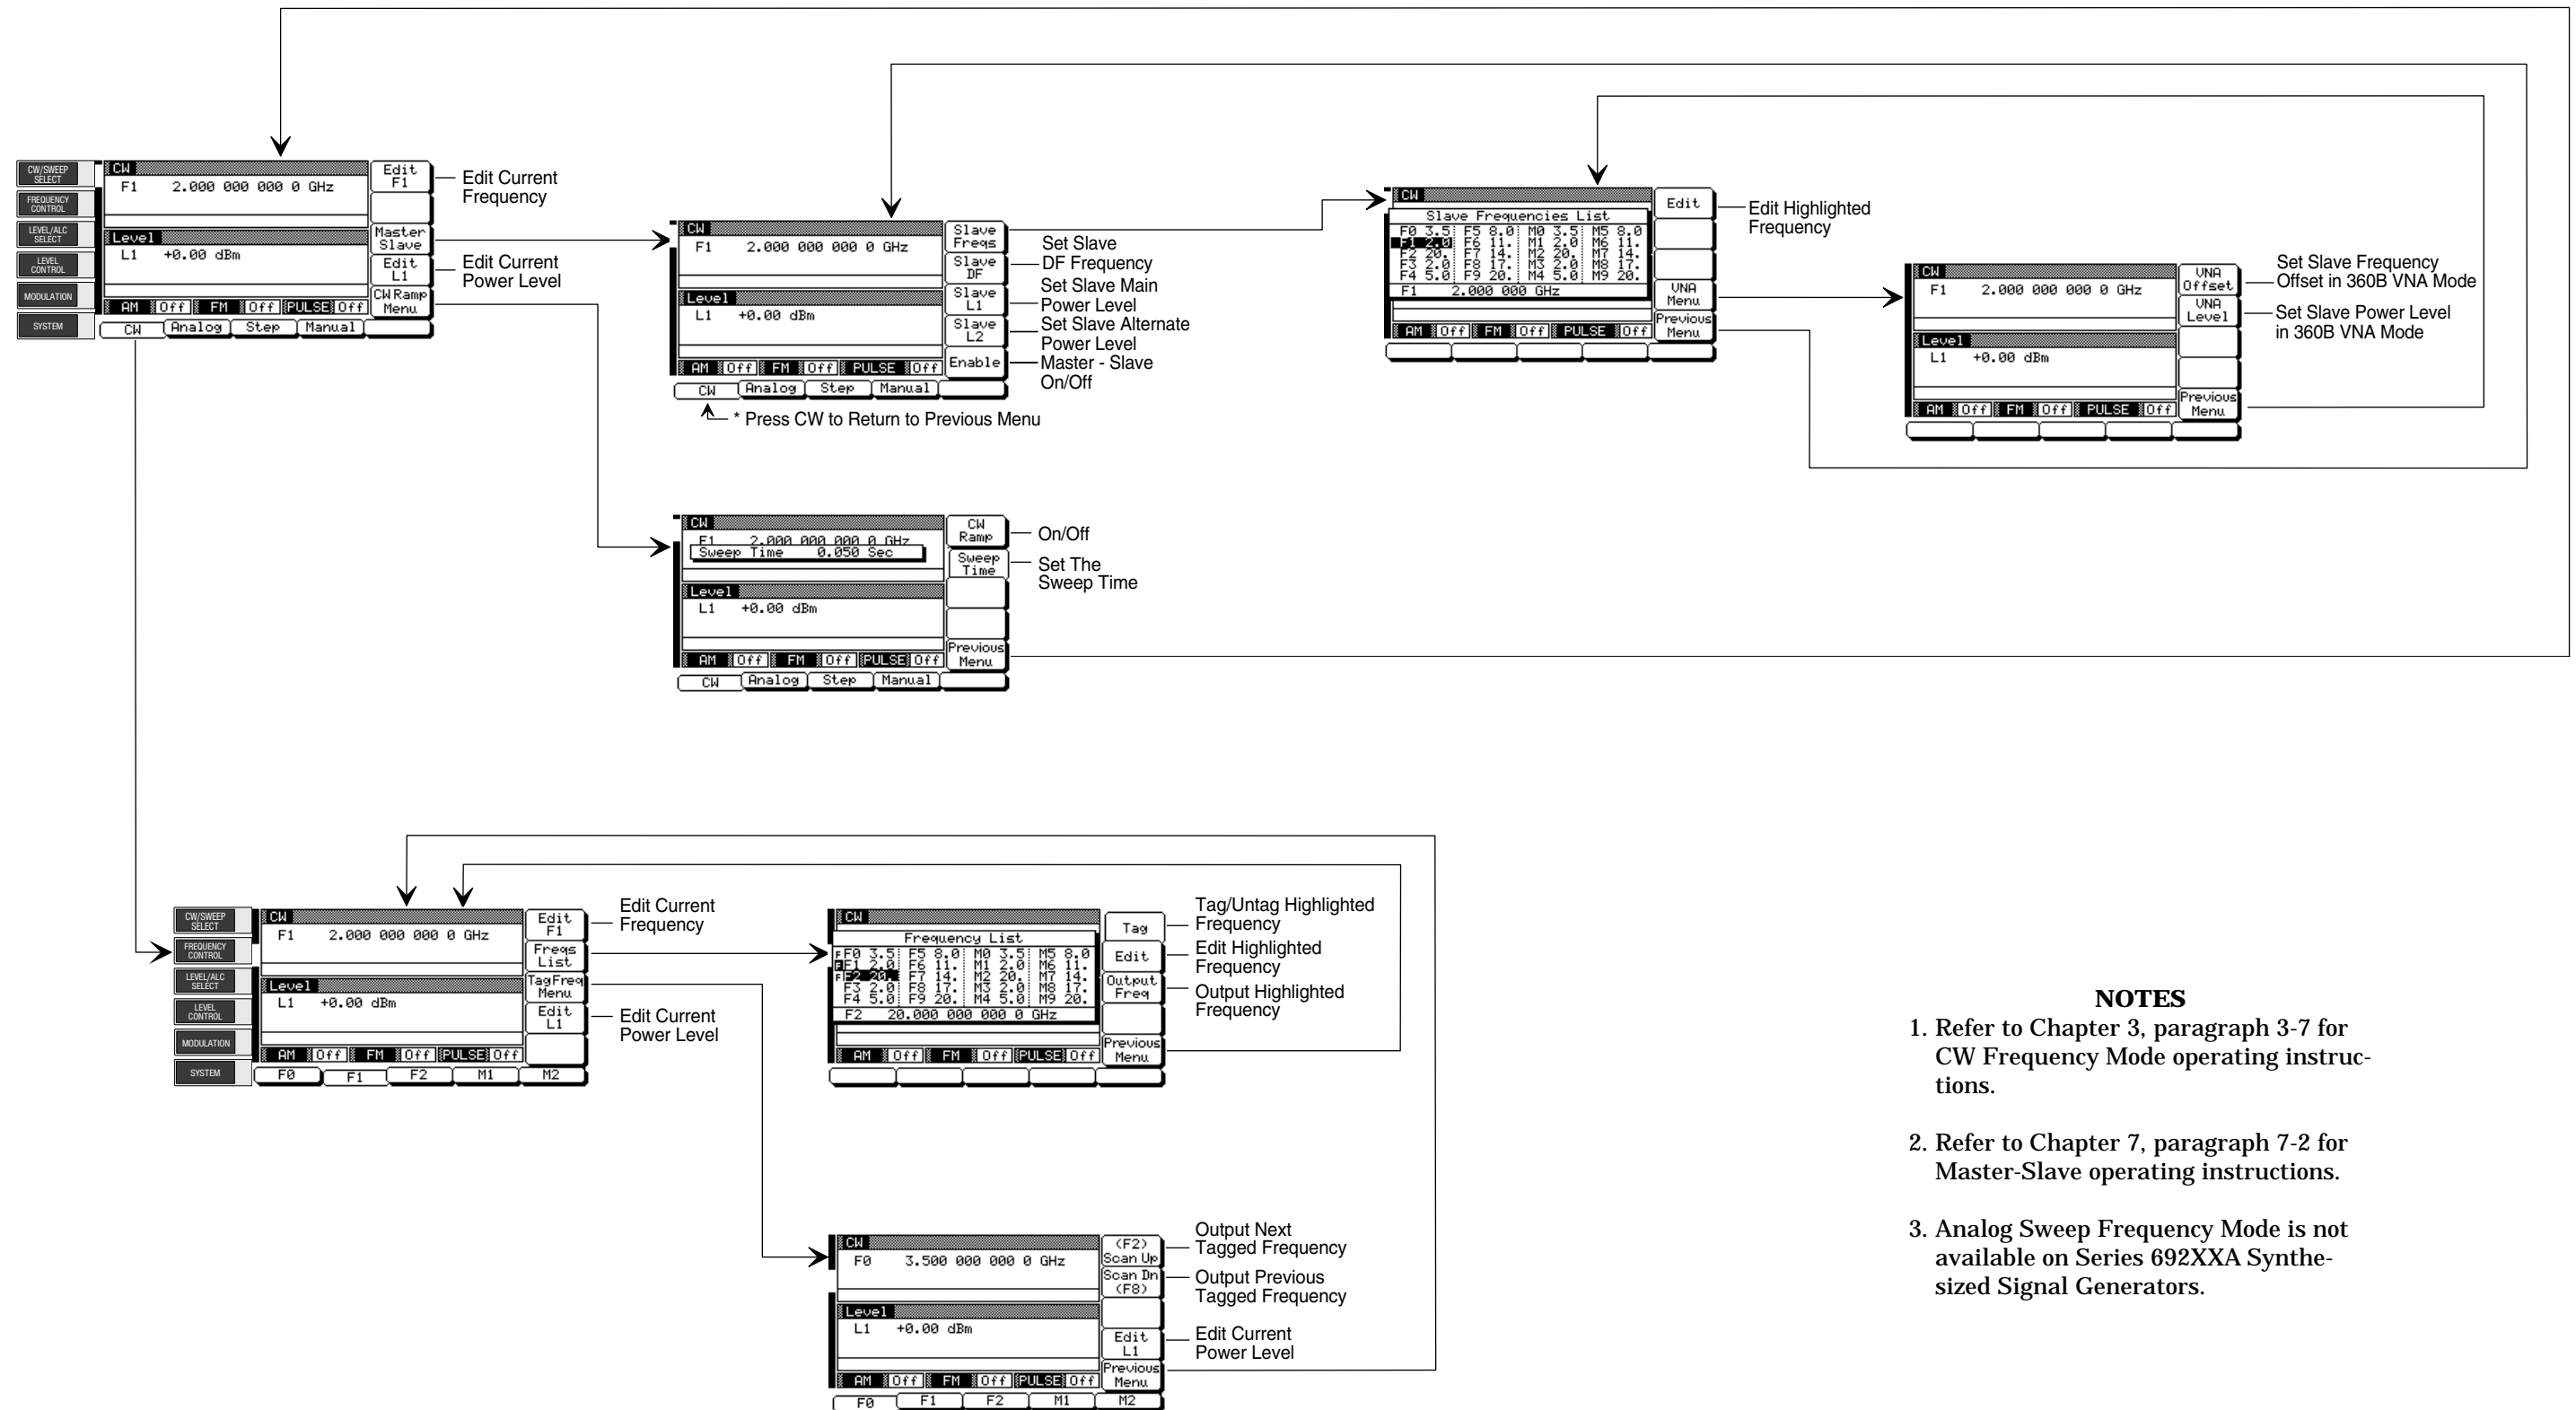 CW/SWEEP
SELECT
FREQUENCY
CONTROL
LEVEL/ALC
SELECT
LEVEL
CONTROL
MODULATION
SYSTEM
CW
F1 2.000 000 000 0 GHz
Level
L1 +0.00 dBm
AM Off FM Off PULSE Off
CW Analog Step Manual
Edit
F1
Master
Slave
Edit
L1
CW Ramp
Menu
Edit Current
Frequency
Edit Current
Power Level
CW
F1 2.000 000 000 0 GHz
Level
L1 +0.00 dBm
AM Off FM Off PULSE Off
CW Analog Step Manual
Slave
Freqs
Slave
DF
Slave
L1
Slave
L2
Enable
Set Slave
DF Frequency
Set Slave Main
Power Level
Set Slave Alternate
Power Level
Master - Slave
On/Off
* Press CW to Return to Previous Menu
CW
Slave Frequencies List
F0 3.5 F5 8.0 M0 3.5 M5 8.0
F1 2.0 F6 11. M1 2.0 M6 11.
F2 20. F7 14. M2 20. M7 14.
F3 2.0 F8 17. M3 2.0 M8 17.
F4 5.0 F9 20. M4 5.0 M9 20.
F1 2.000 000 GHz
AM Off FM Off PULSE Off
Edit
VNA
Menu
Previous
Menu
Edit Highlighted
Frequency
CW
F1 2.000 000 000 0 GHz
Level
L1 +0.00 dBm
AM Off FM Off PULSE Off
VNA
Offset
VNA
Level
Previous
Menu
Set Slave Frequency
Offset in 360B VNA Mode
Set Slave Power Level
in 360B VNA Mode
CW
F1 2.000 000 000 0 GHz
Sweep Time 0.050 Sec
Level
L1 +0.00 dBm
AM Off FM Off PULSE Off
CW Analog Step Manual
CW
Ramp
Sweep
Time
Previous
Menu
On/Off
Set The
Sweep Time
CW/SWEEP
SELECT
FREQUENCY
CONTROL
LEVEL/ALC
SELECT
LEVEL
CONTROL
MODULATION
SYSTEM
CW
F1 2.000 000 000 0 GHz
Level
L1 +0.00 dBm
AM Off FM Off PULSE Off
F0 F1 F2 M1 M2
Edit
F1
Freqs
List
TagFreq
Menu
Edit
L1
Edit Current
Frequency
Edit Current
Power Level
CW
Frequency List
F F0 3.5 F5 8.0 M0 3.5 M5 8.0
F F1 2.0 F6 11. M1 2.0 M6 11.
F F2 20. F7 14. M2 20. M7 14.
F3 2.0 F8 17. M3 2.0 M8 17.
F4 5.0 F9 20. M4 5.0 M9 20.
F2 20.000 000 000 0 GHz
AM Off FM Off PULSE Off
Tag
Edit
Output
Freq
Previous
Menu
Tag/Untag Highlighted
Frequency
Edit Highlighted
Frequency
Output Highlighted
Frequency
CW
F0 3.500 000 000 0 GHz
Level
L1 +0.00 dBm
AM Off FM Off PULSE Off
F0 F1 F2 M1 M2
(F2)
Scan Up
Scan Dn
(F8)
Edit
L1
Previous
Menu
Output Next
Tagged Frequency
Output Previous
Tagged Frequency
Edit Current
Power Level
NOTES
1. Refer to Chapter 3, paragraph 3-7 for
CW Frequency Mode operating instruc-
tions.
2. Refer to Chapter 7, paragraph 7-2 for
Master-Slave operating instructions.
3. Analog Sweep Frequency Mode is not
available on Series 692XXA Synthe-
sized Signal Generators.